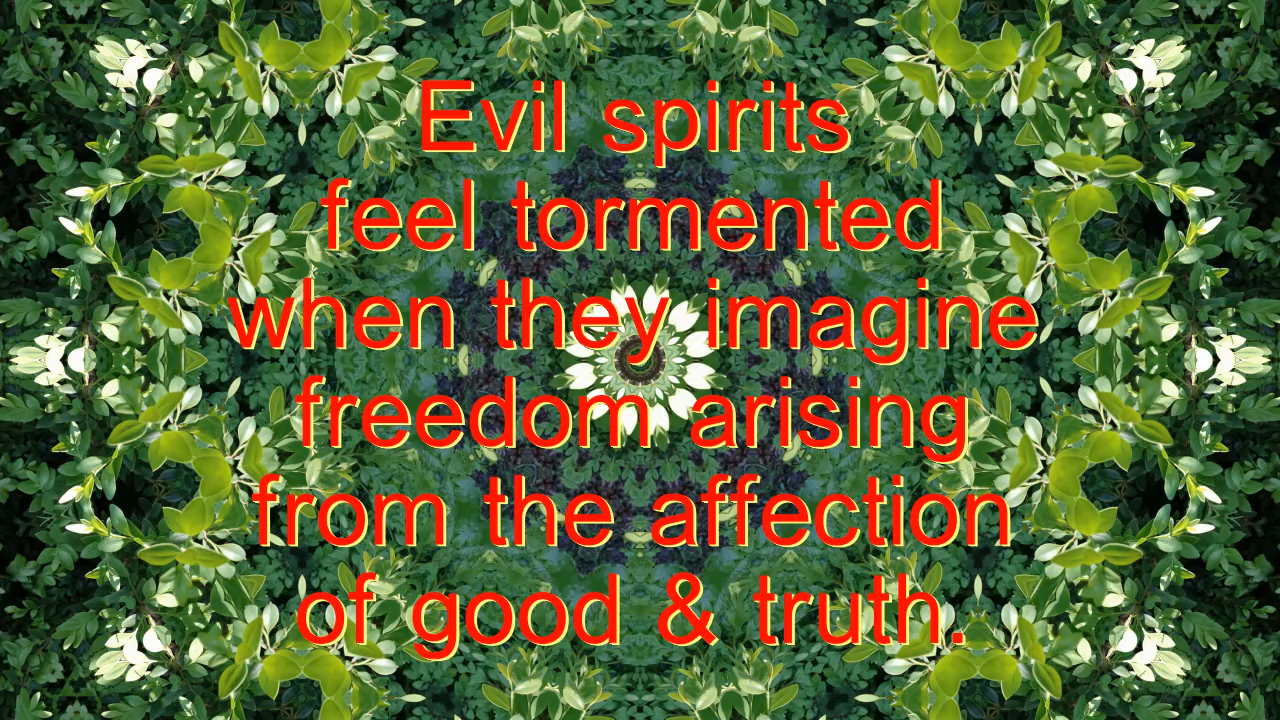 Evil spirits
feel tormented
when they imagine
freedom arising
from the affection
of good & truth.